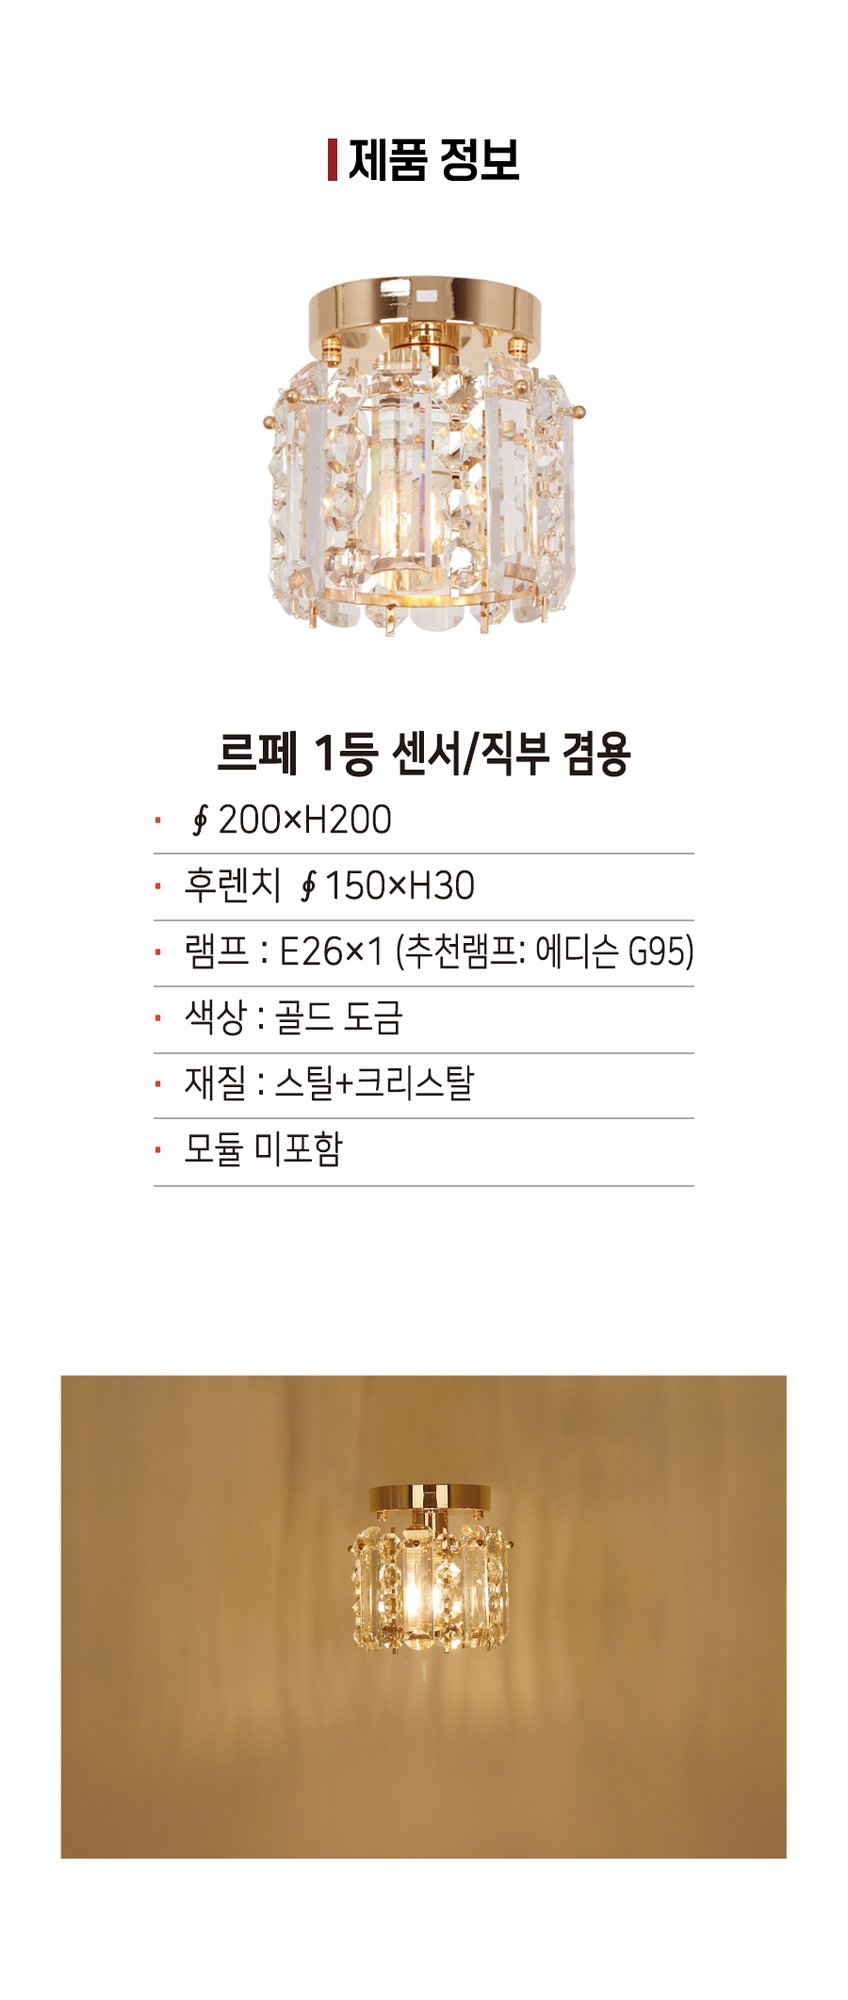 제품 정보
르페 1등 센서/직부 겸용
· ∮200×H200
· 후렌치 ∮150×H30
· 램프 : E26×1 (추천램프: 에디슨 G95)
· 색상 : 골드 도금
· 재질 : 스틸+크리스탈
· 모듈 미포함